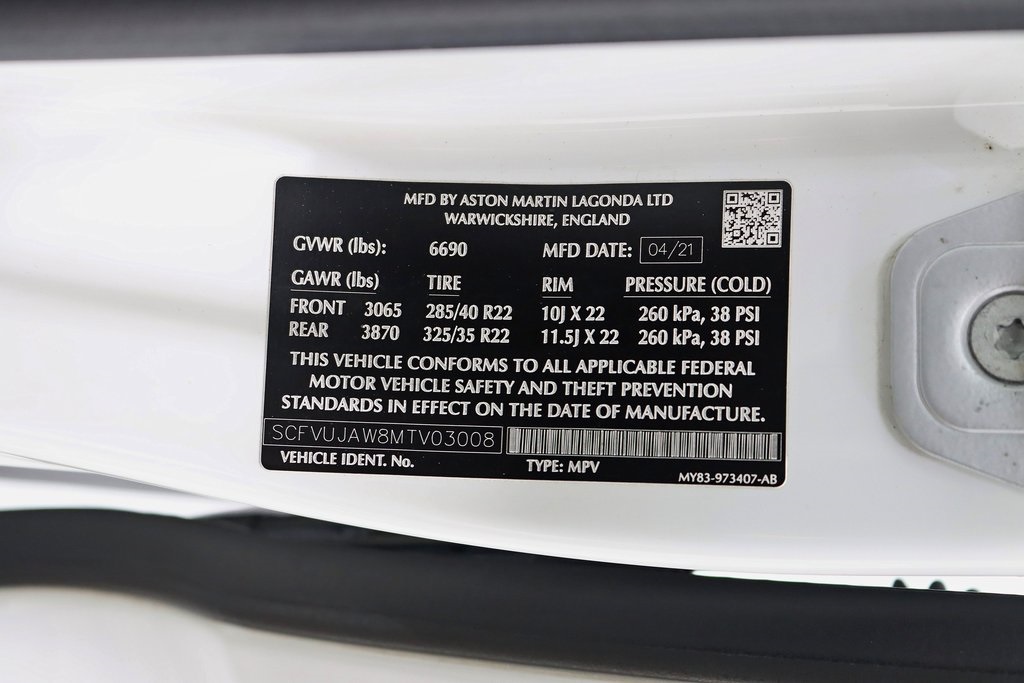 MFD BY ASTON MARTIN LAGONDA LTD
WARWICKSHIRE, ENGLAND
GVWR (lbs): 6690 MFD DATE: 04/21
GAWR (lbs) TIRE RIM PRESSURE (COLD)
FRONT 3065 285/40 R22 10J X 22 260 kPa, 38 PSI
REAR 3870 325/35 R22 11.5J X 22 260 kPa, 38 PSI
THIS VEHICLE CONFORMS TO ALL APPLICABLE FEDERAL
MOTOR VEHICLE SAFETY AND THEFT PREVENTION
STANDARDS IN EFFECT ON THE DATE OF MANUFACTURE.
SCFVUJAW8MTV03008
VEHICLE IDENT. No. TYPE: MPV MY83-973407-AB